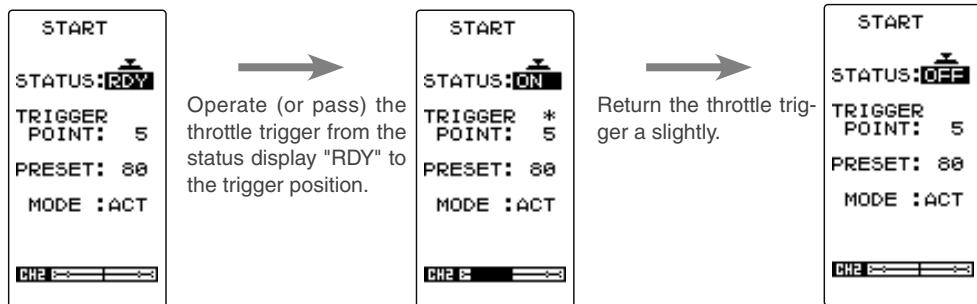 START
STATUS:RDY
TRIGGER
POINT: 5
PRESET: 80
MODE :ACT
CH2
Operate (or pass) the
throttle trigger from the
status display "RDY" to
the trigger position.
START
STATUS:ON
TRIGGER *
POINT: 5
PRESET: 80
MODE :ACT
CH2
Return the throttle trig-
ger a slightly.
START
STATUS:OFF
TRIGGER
POINT: 5
PRESET: 80
MODE :ACT
CH2